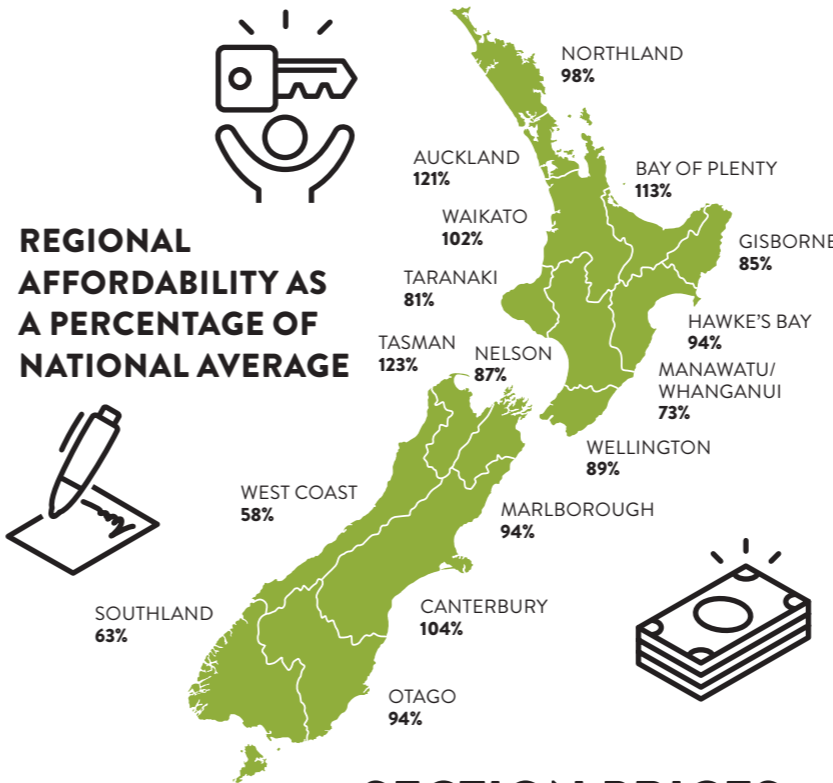 NORTHLAND
98%
AUCKLAND
121%
BAY OF PLENTY
113%
WAIKATO
102%
GISBORNE
85%
REGIONAL
AFFORDABILITY AS
A PERCENTAGE OF
NATIONAL AVERAGE
TARANAKI
81%
HAWKE'S BAY
94%
TASMAN
123%
NELSON
87%
MANAWATU/
WHANGANUI
73%
WELLINGTON
89%
WEST COAST
58%
MARLBOROUGH
94%
SOUTHLAND
63%
CANTERBURY
104%
OTAGO
94%
SECTION PRICES